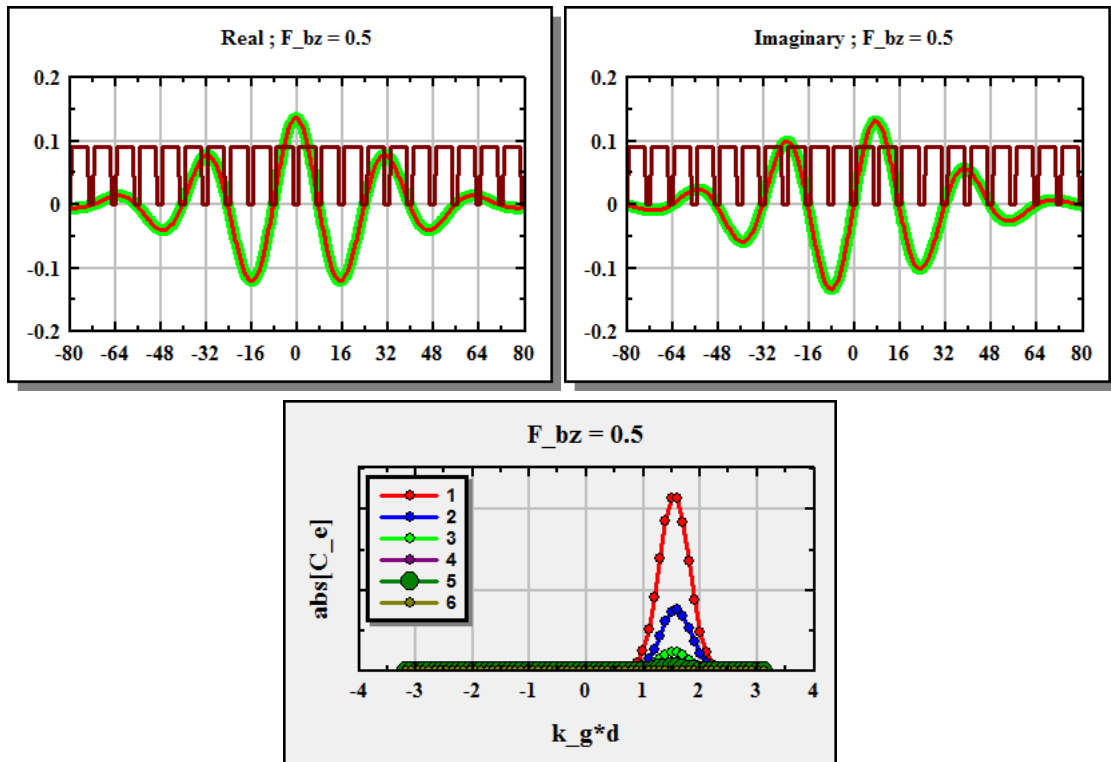 Real ; F_bz = 0.5
0.2
0.1
0
-0.1
-0.2
-80 -64 -48 -32 -16 0 16 32 48 64 80
Imaginary ; F_bz = 0.5
0.2
0.1
0
-0.1
-0.2
-80 -64 -48 -32 -16 0 16 32 48 64 80
F_bz = 0.5
abs[C_e]
1
2
3
4
5
6
-4 -3 -2 -1 0 1 2 3 4
k_g*d